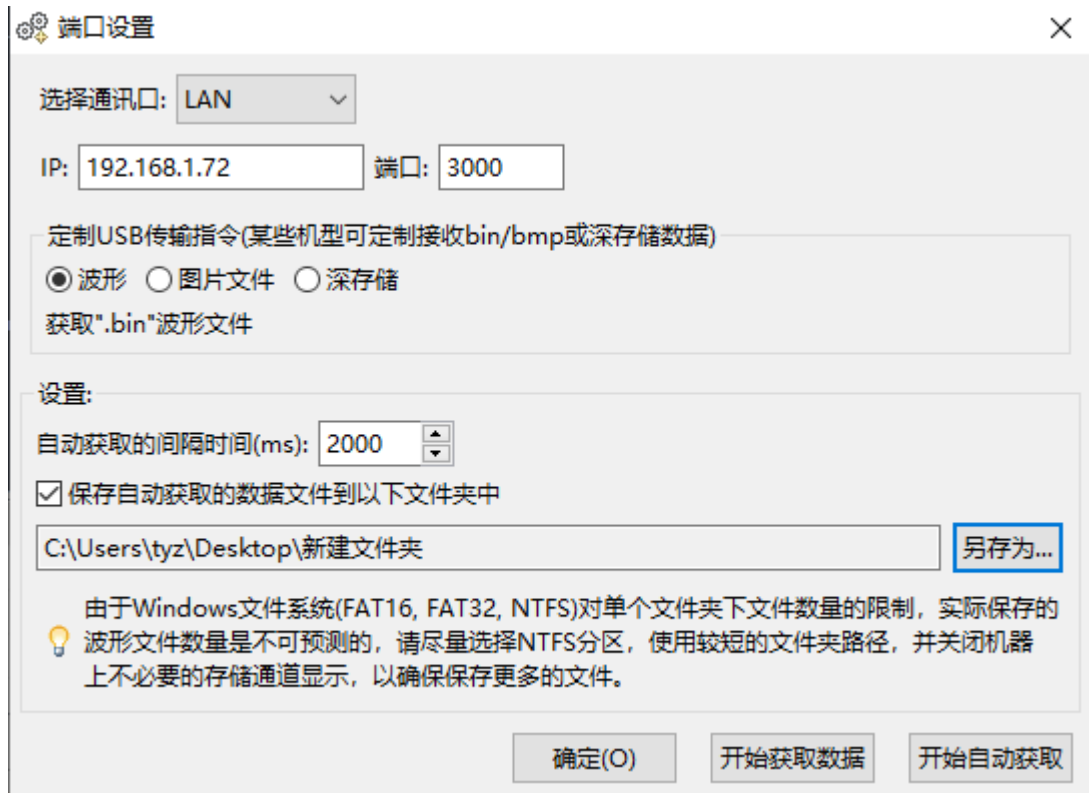 端口设置
选择通讯口: LAN
IP: 192.168.1.72 端口: 3000
定制USB传输指令(某些机型可定制接收bin/bmp或深存储数据)
波形 图片文件 深存储
获取".bin"波形文件
设置:
自动获取的间隔时间(ms): 2000
保存自动获取的数据文件到以下文件夹中
C:\Users\tyz\Desktop\新建文件夹 另存为...
由于Windows文件系统(FAT16, FAT32, NTFS)对单个文件夹下文件数量的限制，实际保存的
波形文件数量是不可预测的，请尽量选择NTFS分区，使用较短的文件夹路径，并关闭机器
上不必要的存储通道显示，以确保保存更多的文件。
确定(O) 开始获取数据 开始自动获取